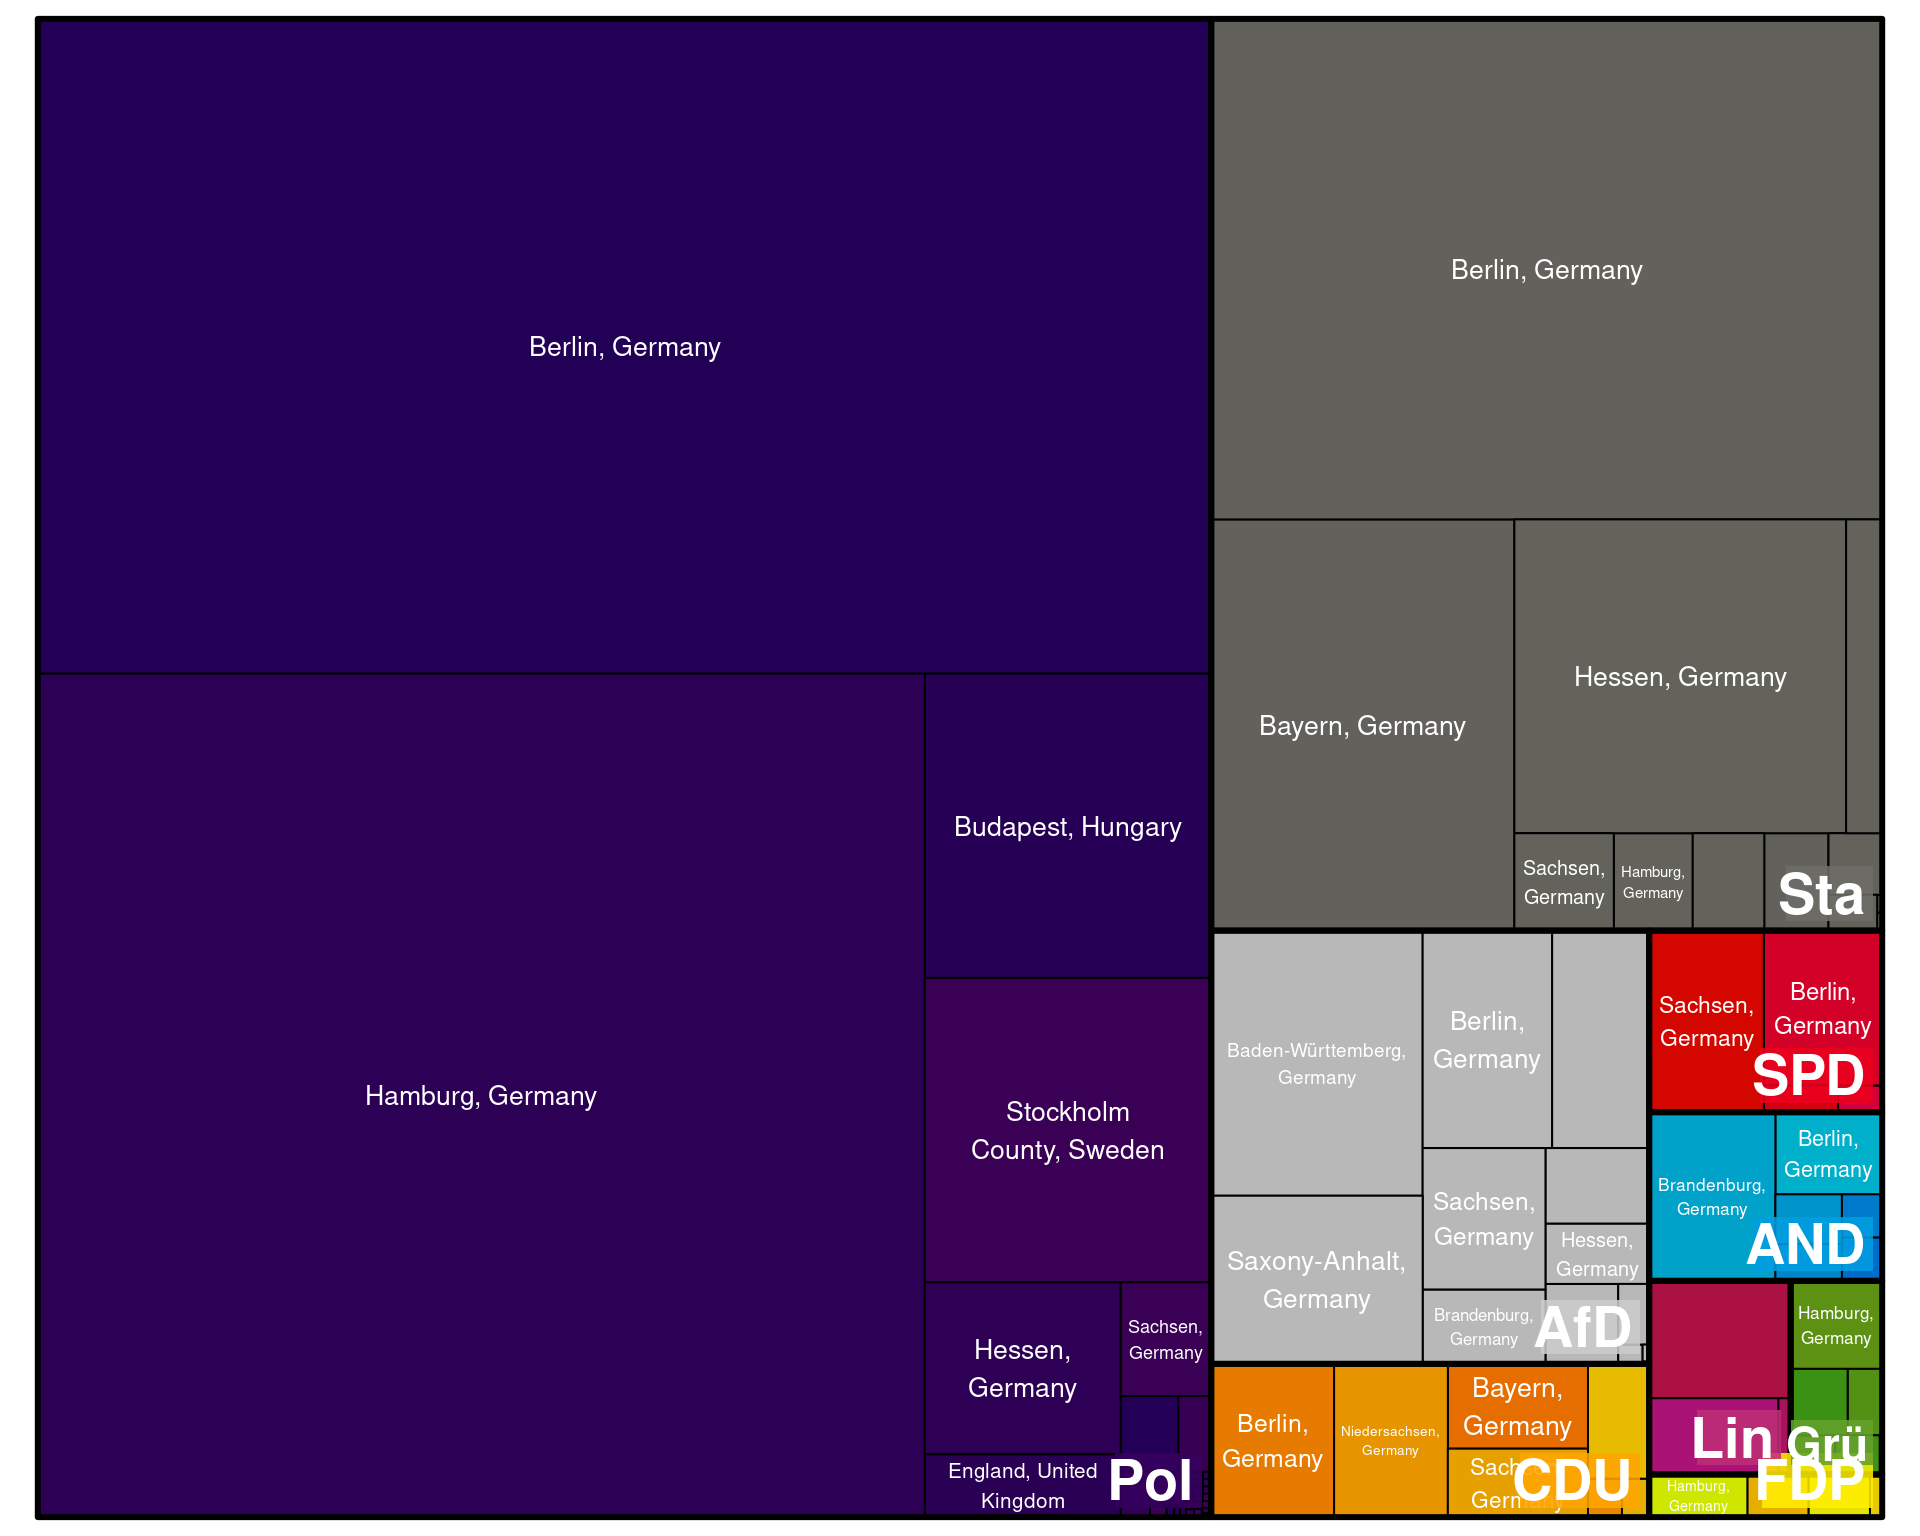 Berlin, Germany
Hamburg, Germany
Budapest, Hungary
Stockholm
County, Sweden
Hessen,
Germany
Sachsen,
Germany
England, United
Kingdom
Pol
Berlin, Germany
Bayern, Germany
Hessen, Germany
Sachsen,
Germany
Hamburg,
Germany
Sta
Baden-Württemberg,
Germany
Berlin,
Germany
Saxony-Anhalt,
Germany
Sachsen,
Germany
Hessen,
Germany
Brandenburg,
Germany
AfD
Berlin,
Germany
Niedersachsen,
Germany
Bayern,
Germany
Sachsen,
Germany
CDU
Sachsen,
Germany
Berlin,
Germany
SPD
Brandenburg,
Germany
Berlin,
Germany
AND
Lin
Hamburg,
Germany
Grü
Hamburg,
Germany
FDP